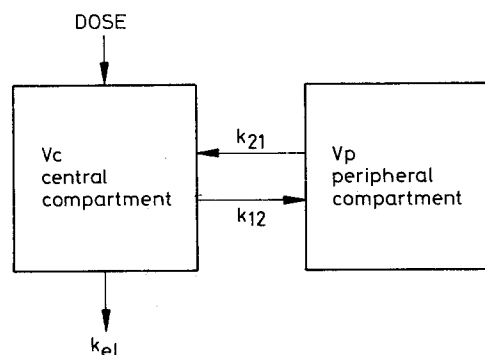 DOSE
Vc
central
compartment
k21
k12
Vp
peripheral
compartment
kel